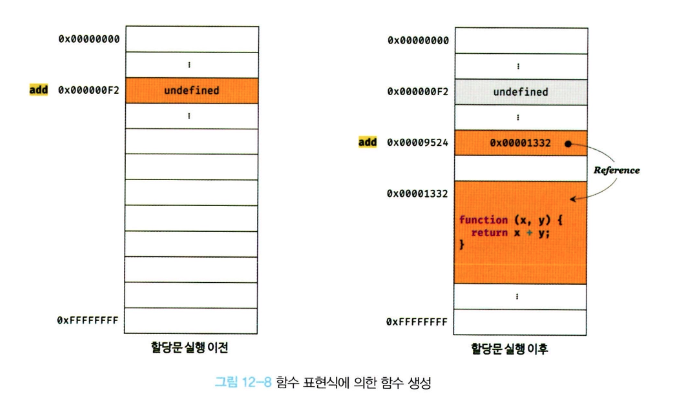 0x00000000
⋮
add 0x000000F2 undefined
⋮
0xFFFFFFFF
할당문 실행 이전
0x00000000
⋮
0x000000F2 undefined
⋮
add 0x00009524 0x00001332
Reference
0x00001332
function (x, y) {
return x + y;
}
⋮
0xFFFFFFFF
할당문 실행 이후
그림 12-8 함수 표현식에 의한 함수 생성